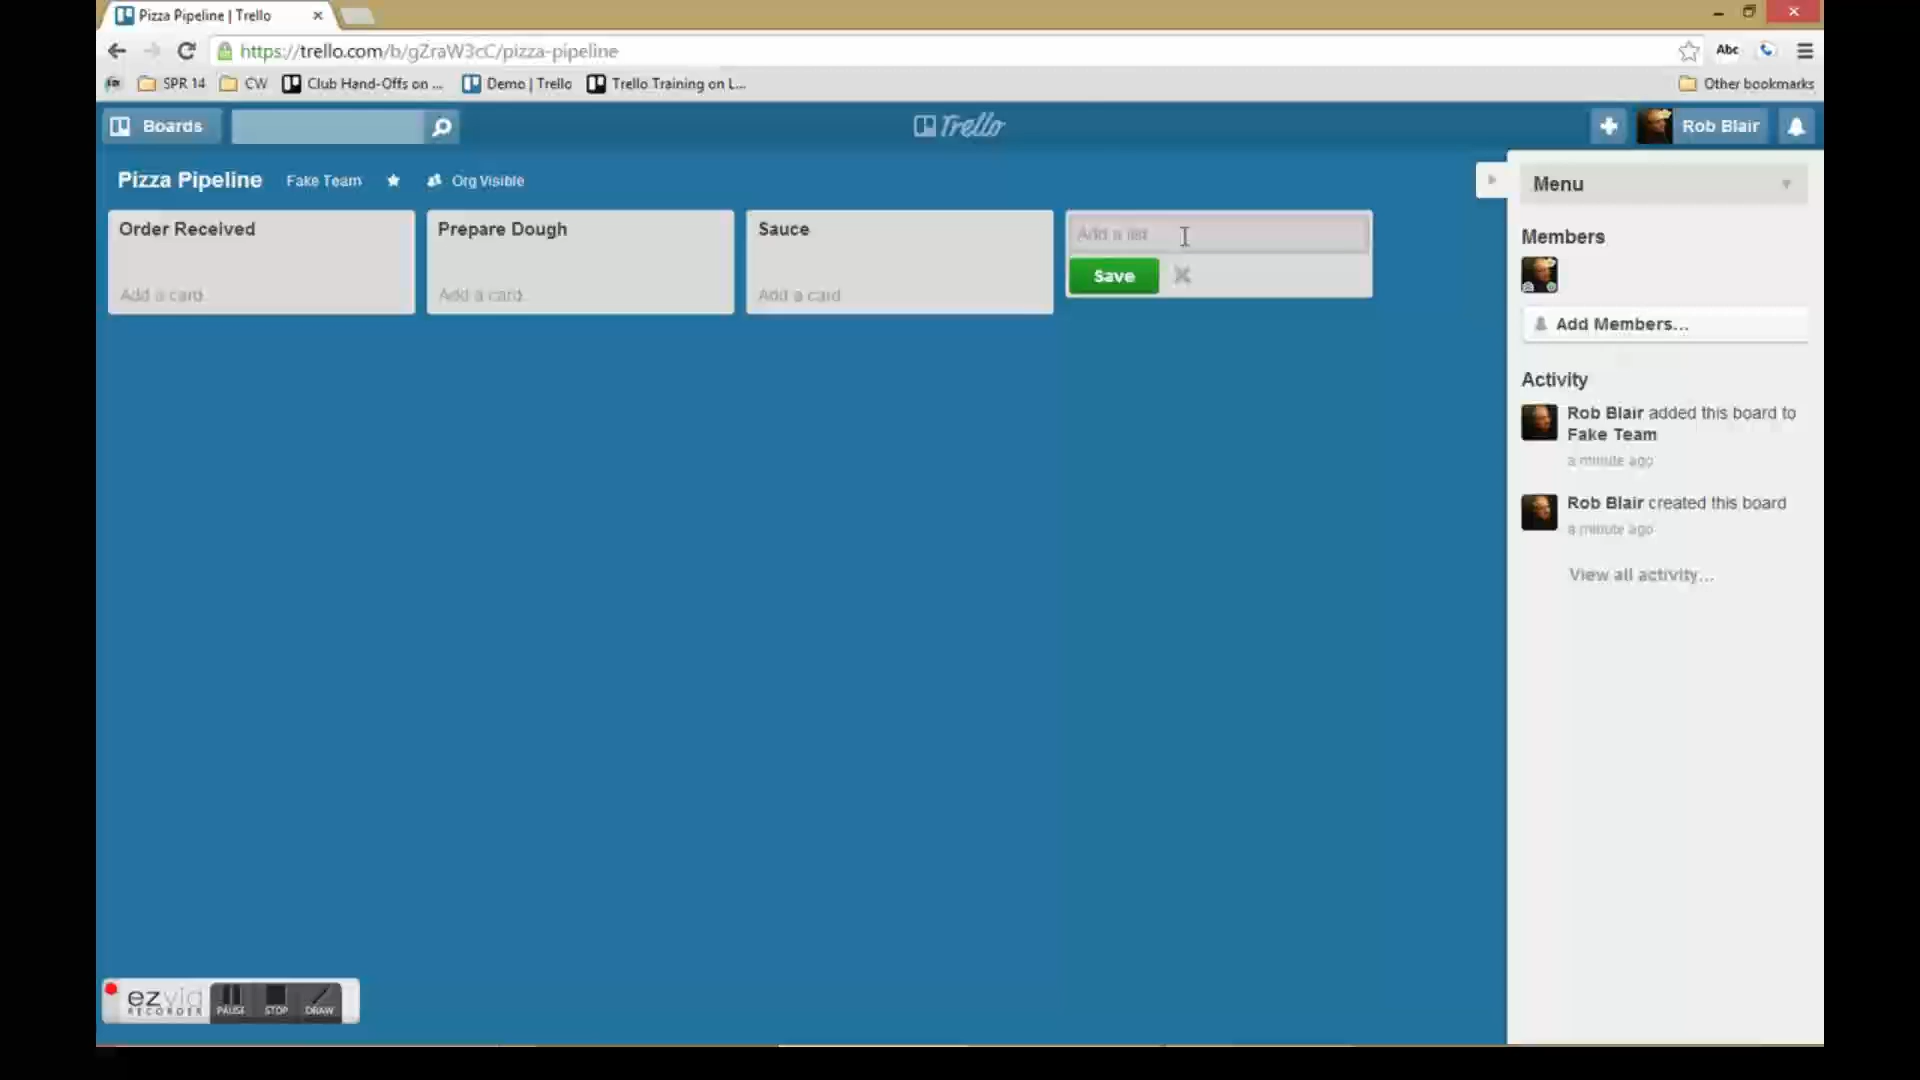 Pizza Pipeline | Trello
https://trello.com/b/gZraW3cC/pizza-pipeline
Abc
SPR 14
CW
Club Hand-Offs on ...
Demo | Trello
Trello Training on L...
Other bookmarks
Boards
Trello
Rob Blair
Pizza Pipeline
Fake Team
Org Visible
Order Received
Add a card...
Prepare Dough
Add a card...
Sauce
Add a card
Add a list
Save
Menu
Members
Add Members...
Activity
Rob Blair added this board to
Fake Team
a minute ago
Rob Blair created this board
a minute ago
View all activity...
ezvid
RECORDER
PAUSE
STOP
DRAW